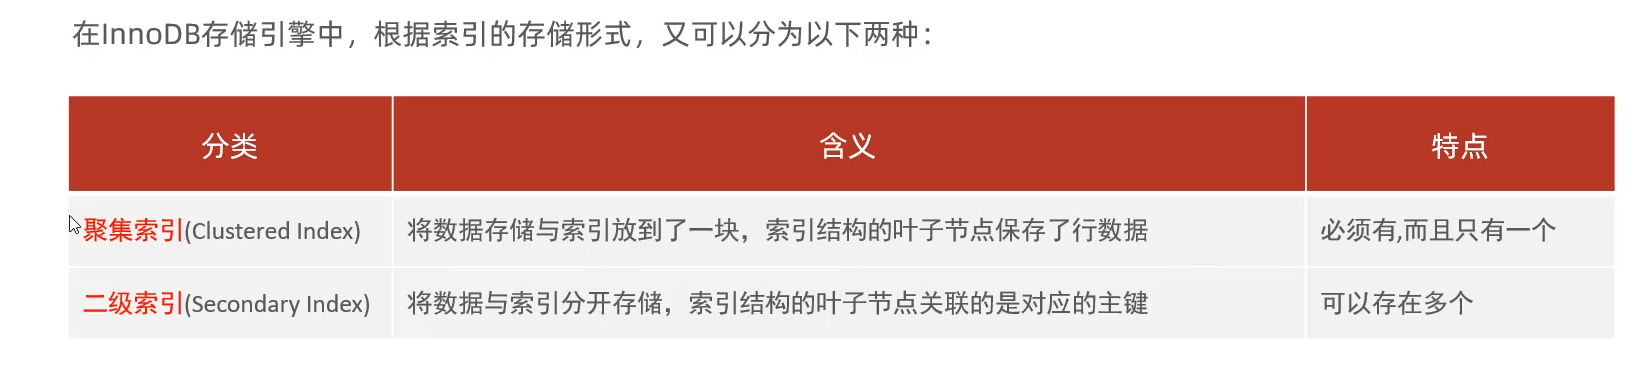 在InnoDB存储引擎中，根据索引的存储形式，又可以分为以下两种：
分类 含义 特点
聚集索引(Clustered Index) 将数据存储与索引放到了一块，索引结构的叶子节点保存了行数据 必须有,而且只有一个
二级索引(Secondary Index) 将数据与索引分开存储，索引结构的叶子节点关联的是对应的主键 可以存在多个